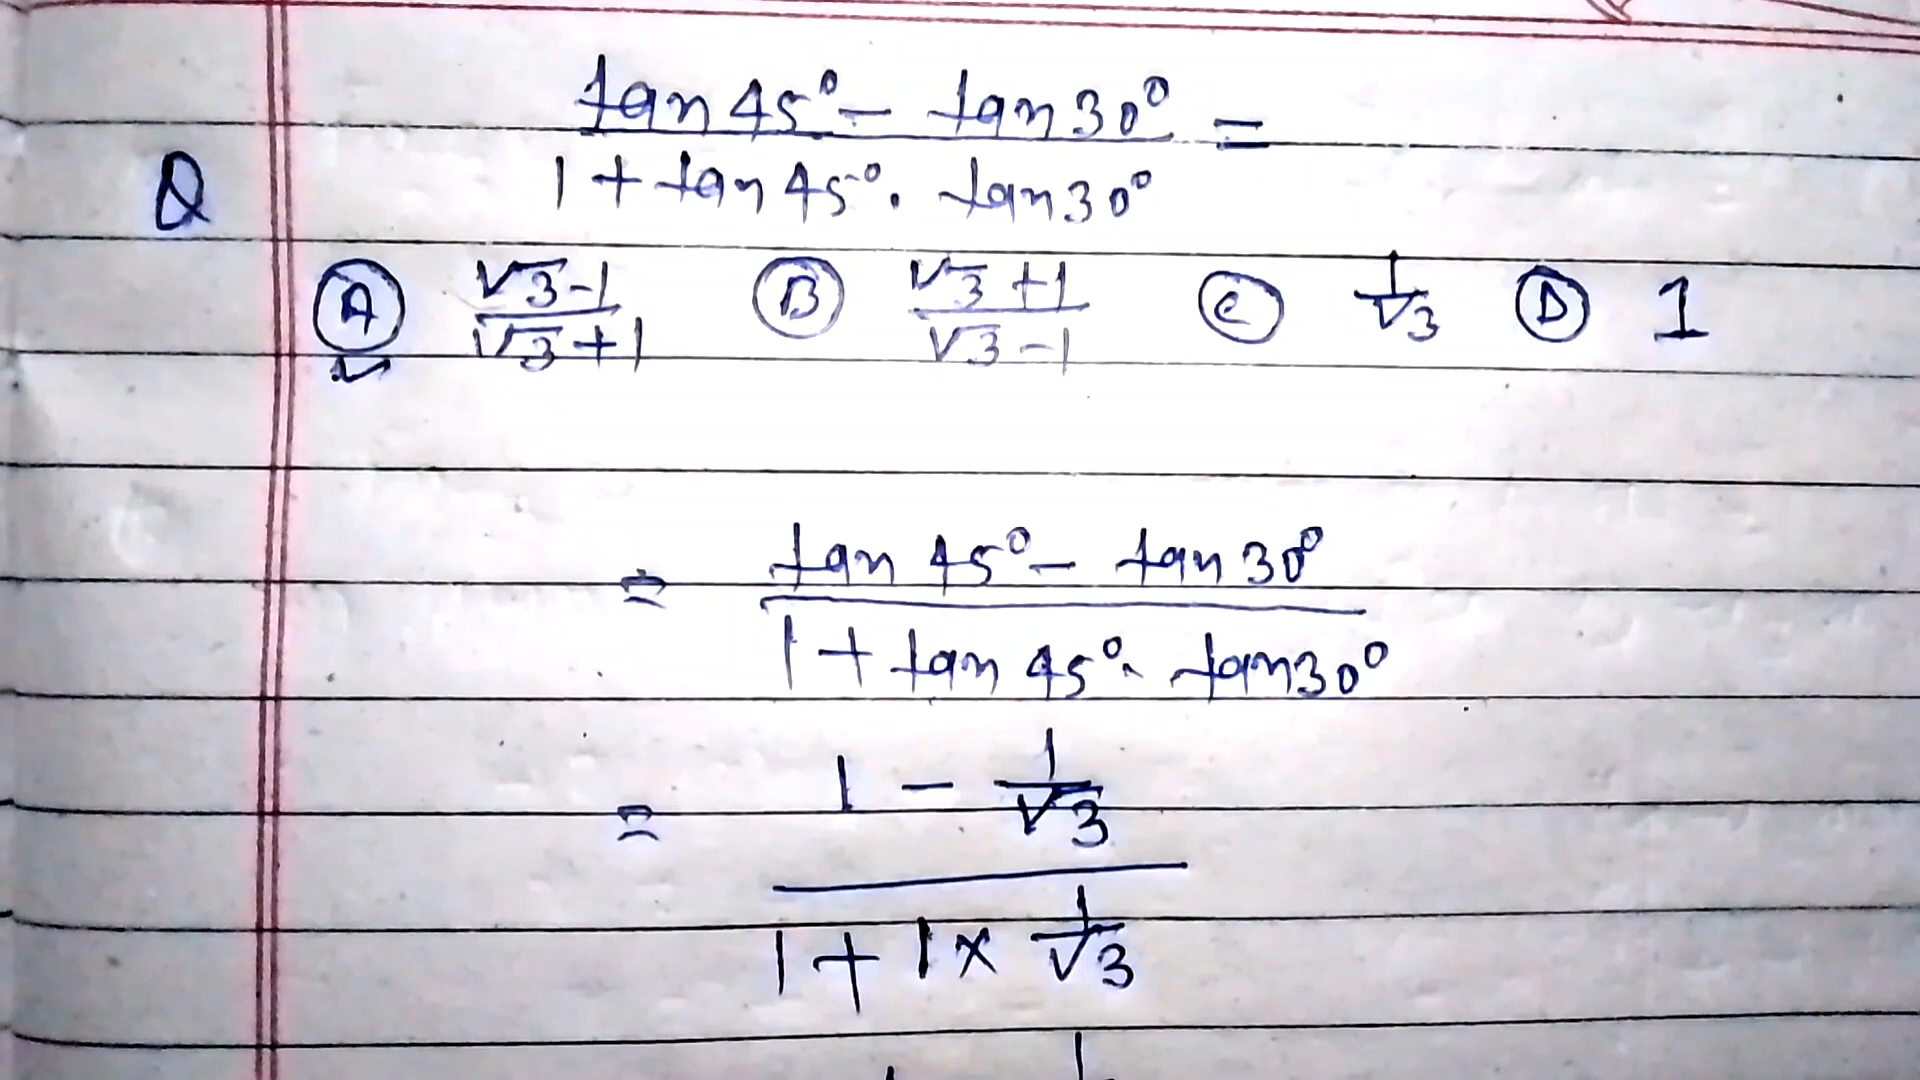 tan 45° - tan 30° =
1 + tan 45° . tan 30°
Q
A √3-1 B √3+1 C 1 D 1
√3+1 √3-1 √3
= tan 45° - tan 30°
1 + tan 45° . tan 30°
= 1 - 1
√3
1 + 1 × 1
√3